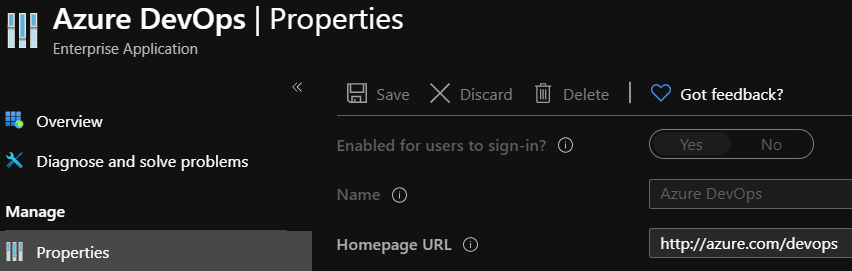 Azure DevOps | Properties
Enterprise Application
«
Save Discard Delete | Got feedback?
Overview
Enabled for users to sign-in? Yes No
Diagnose and solve problems
Name Azure DevOps
Manage
Properties
Homepage URL http://azure.com/devops